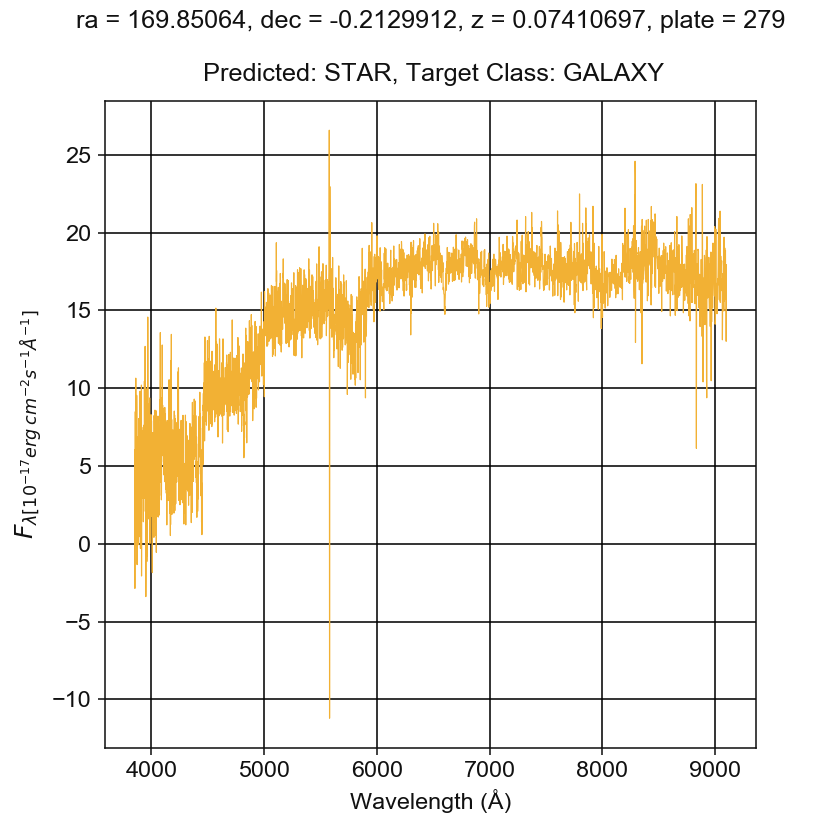 ra = 169.85064, dec = -0.2129912, z = 0.07410697, plate = 279
Predicted: STAR, Target Class: GALAXY
25
20
15
10
5
0
−5
−10
F_λ[10^{−17} erg cm^{−2} s^{−1} Å^{−1}]
4000 5000 6000 7000 8000 9000
Wavelength (Å)